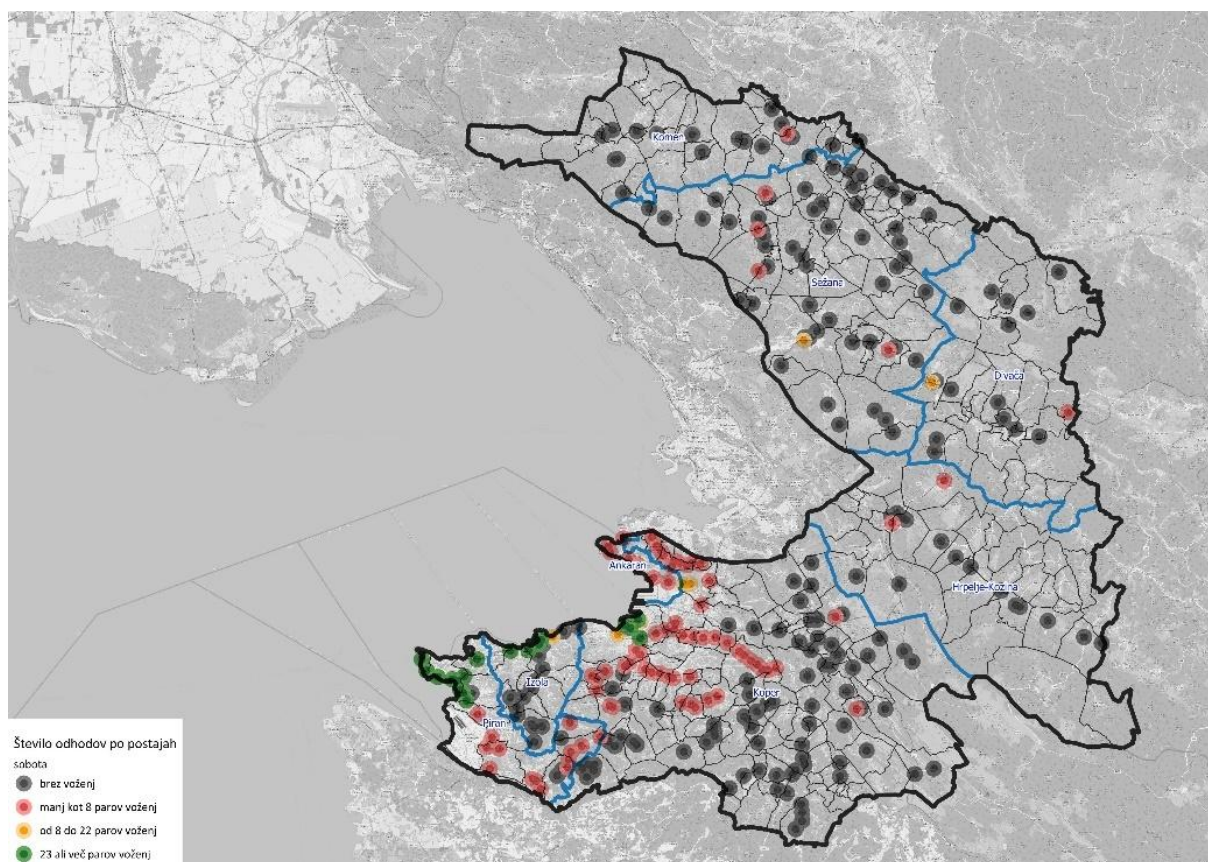 Komen
Sežana
Divača
Ankaran
Hrpelje-Kozina
Izola
Koper
Piran
Število odhodov po postajah
sobota
brez voženj
manj kot 8 parov voženj
od 8 do 22 parov voženj
23 ali več parov voženj